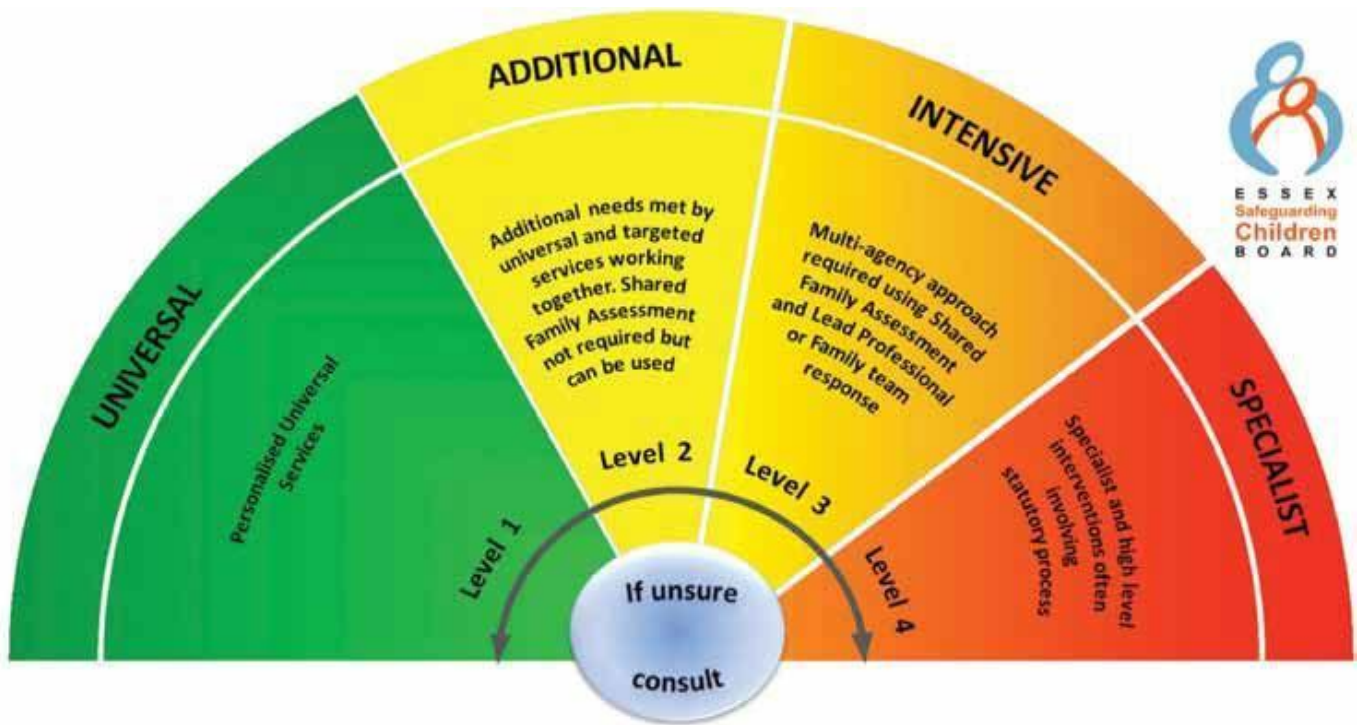 UNIVERSAL
Personalised Universal
Services
Level 1
ADDITIONAL
Additional needs met by
universal and targeted
services working
together. Shared
Family Assessment
not required but
can be used
Level 2
INTENSIVE
Multi-agency approach
required using Shared
Family Assessment
and Lead Professional
or Family team
response
Level 3
SPECIALIST
Specialist and high level
interventions often
involving
statutory process
Level 4
If unsure
consult
ESSEX
Safeguarding
Children
BOARD